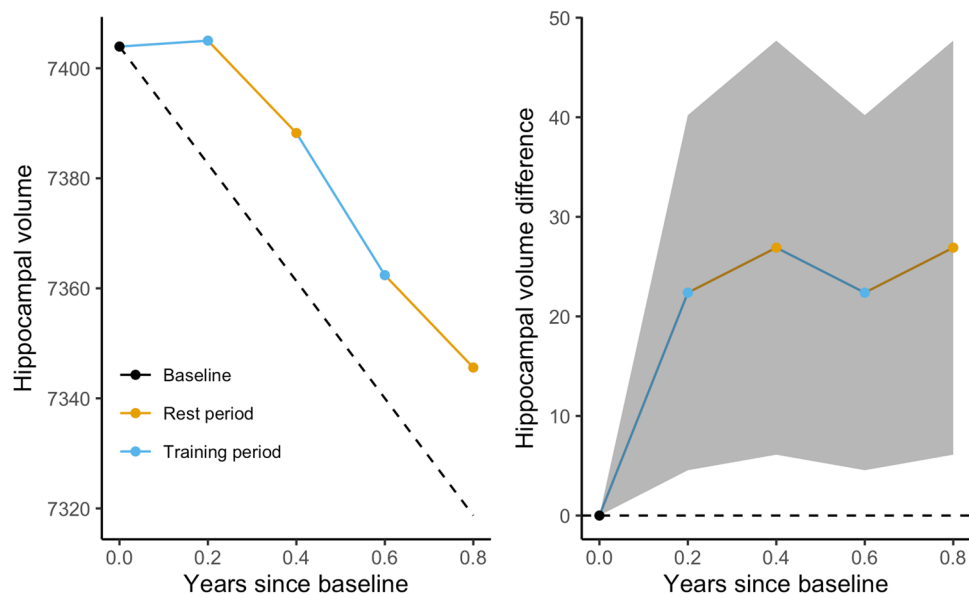 Hippocampal volume
7400
7380
7360
7340
7320
Baseline
Rest period
Training period
0.0 0.2 0.4 0.6 0.8
Years since baseline
Hippocampal volume difference
50
40
30
20
10
0
0.0 0.2 0.4 0.6 0.8
Years since baseline